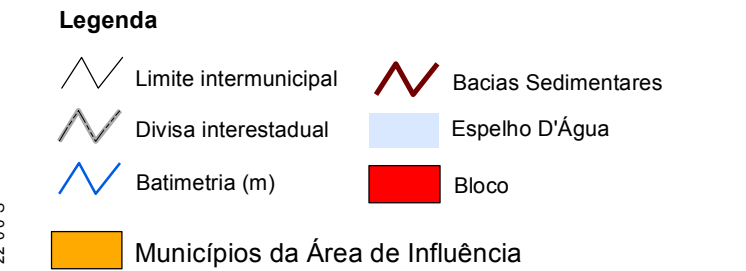 Legenda
Limite intermunicipal
Bacias Sedimentares
Divisa interestadual
Espelho D'Água
Batimetria (m)
Bloco
Municípios da Área de Influência